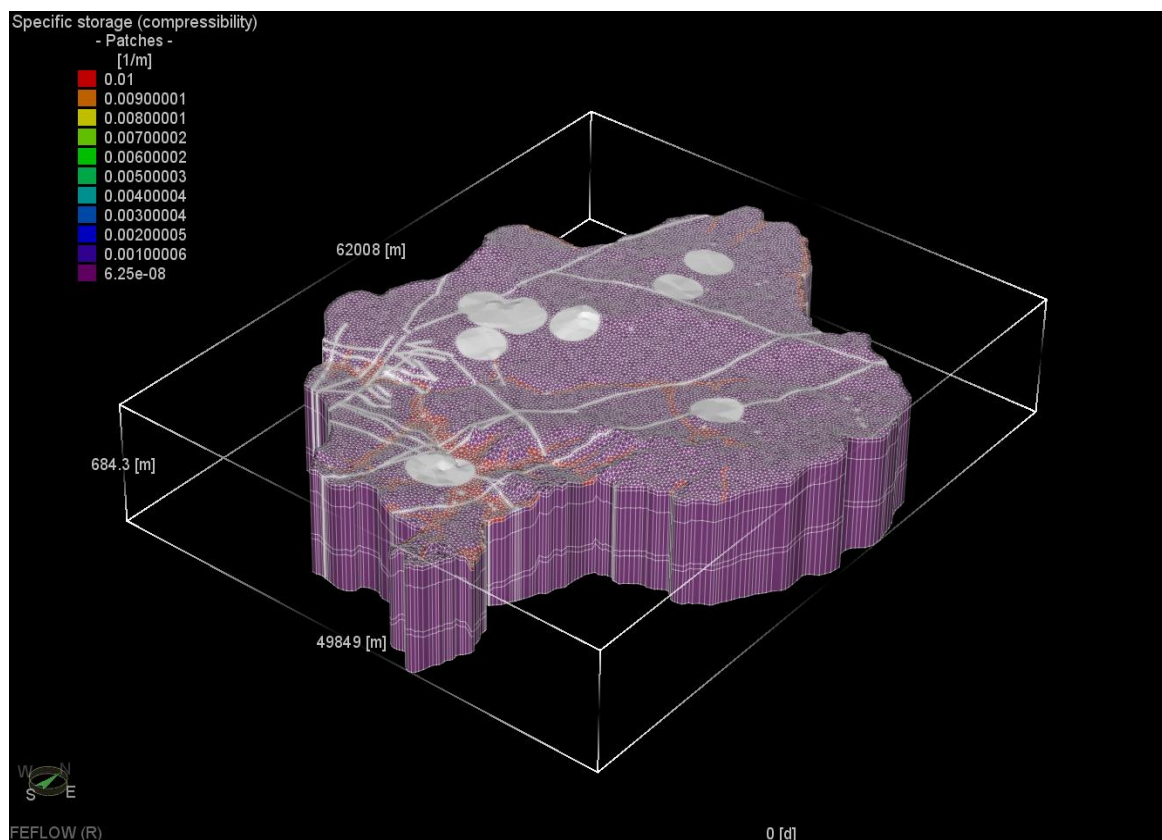 Specific storage (compressibility)
- Patches -
[1/m]
0.01
0.00900001
0.00800001
0.00700002
0.00600002
0.00500003
0.00400004
0.00300004
0.00200005
0.00100006
6.25e-08
62008 [m]
684.3 [m]
49849 [m]
W N
S E
FEFLOW (R)
0 [d]